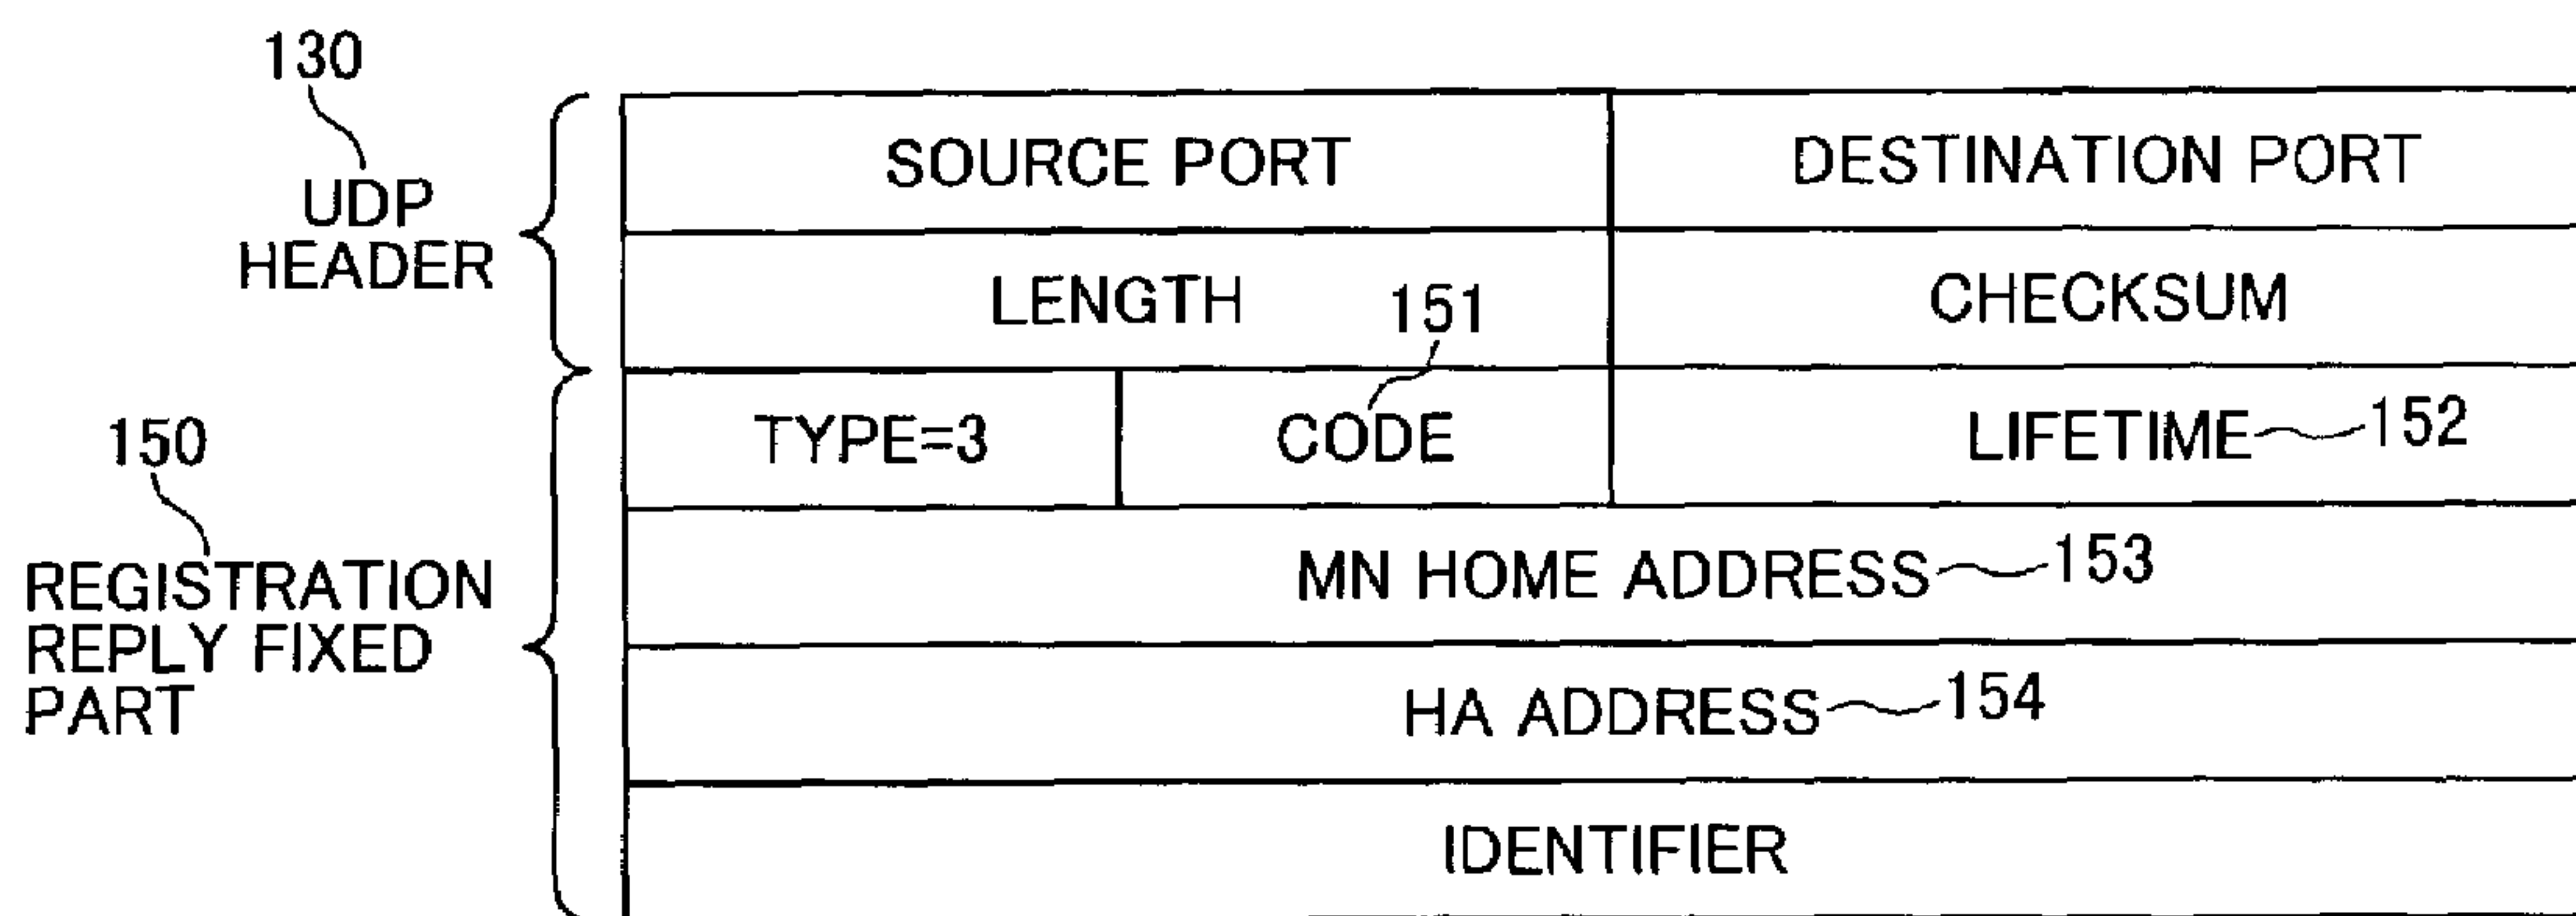 130
UDP
HEADER
SOURCE PORT
DESTINATION PORT
LENGTH
151
CHECKSUM
150
REGISTRATION
REPLY FIXED
PART
TYPE=3
CODE
LIFETIME 152
MN HOME ADDRESS 153
HA ADDRESS 154
IDENTIFIER